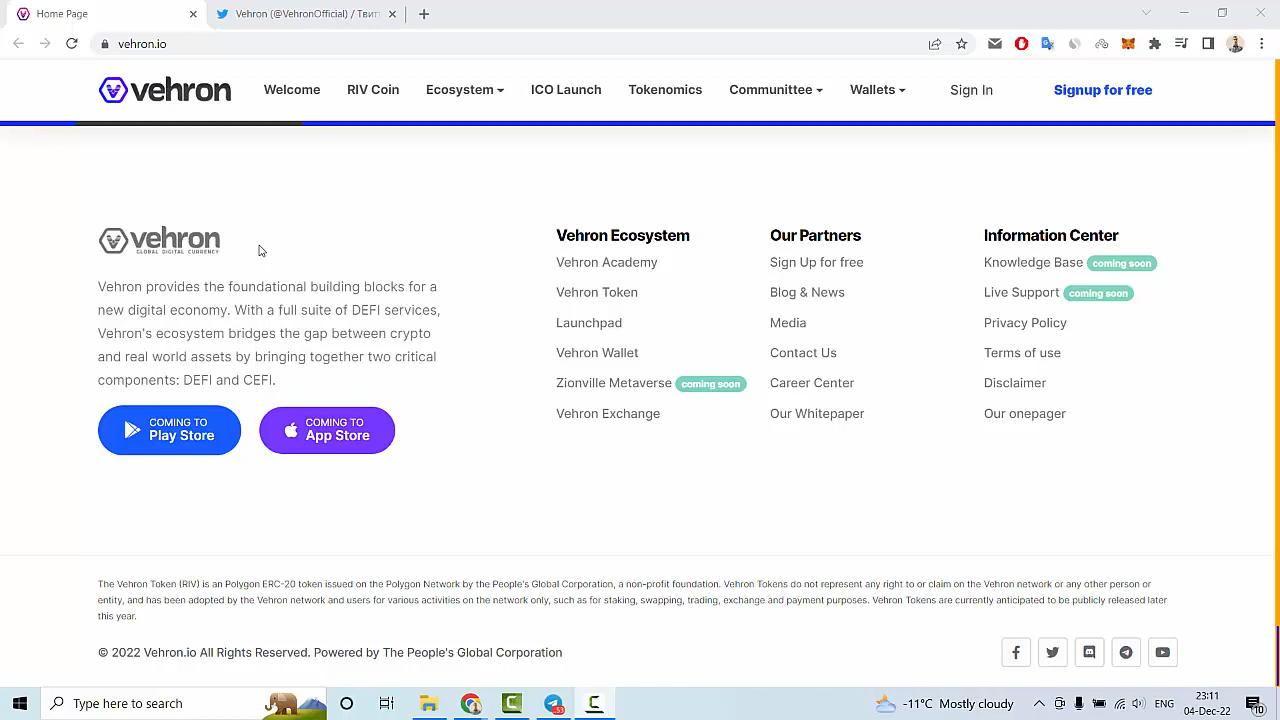 Home Page
Vehron (@VehronOfficial) / Твит
vehron.io
vehron
Welcome
RIV Coin
Ecosystem
ICO Launch
Tokenomics
Communittee
Wallets
Sign In
Signup for free
vehron
GLOBAL DIGITAL CURRENCY
Vehron provides the foundational building blocks for a
new digital economy. With a full suite of DEFI services,
Vehron's ecosystem bridges the gap between crypto
and real world assets by bringing together two critical
components: DEFI and CEFI.
COMING TO
Play Store
COMING TO
App Store
Vehron Ecosystem
Vehron Academy
Vehron Token
Launchpad
Vehron Wallet
Zionville Metaverse coming soon
Vehron Exchange
Our Partners
Sign Up for free
Blog & News
Media
Contact Us
Career Center
Our Whitepaper
Information Center
Knowledge Base coming soon
Live Support coming soon
Privacy Policy
Terms of use
Disclaimer
Our onepager
The Vehron Token (RIV) is an Polygon ERC-20 token issued on the Polygon Network by the People's Global Corporation, a non-profit foundation. Vehron Tokens do not represent any right to or claim on the Vehron network or any other person or
entity, and has been adopted by the Vehron network and users for various activities on the network only, such as for staking, swapping, trading, exchange and payment purposes. Vehron Tokens are currently anticipated to be publicly released later
this year.
© 2022 Vehron.io All Rights Reserved. Powered by The People's Global Corporation
Type here to search
-11°C Mostly cloudy
ENG
23:11
04-Dec-22